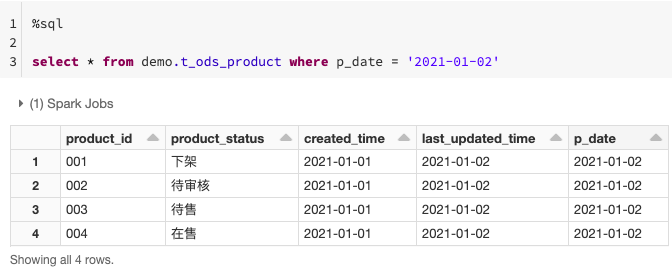 1 %sql
2
3 select * from demo.t_ods_product where p_date = '2021-01-02'
(1) Spark Jobs
product_id product_status created_time last_updated_time p_date
1 001 下架 2021-01-01 2021-01-02 2021-01-02
2 002 待审核 2021-01-01 2021-01-02 2021-01-02
3 003 待售 2021-01-01 2021-01-02 2021-01-02
4 004 在售 2021-01-01 2021-01-02 2021-01-02
Showing all 4 rows.